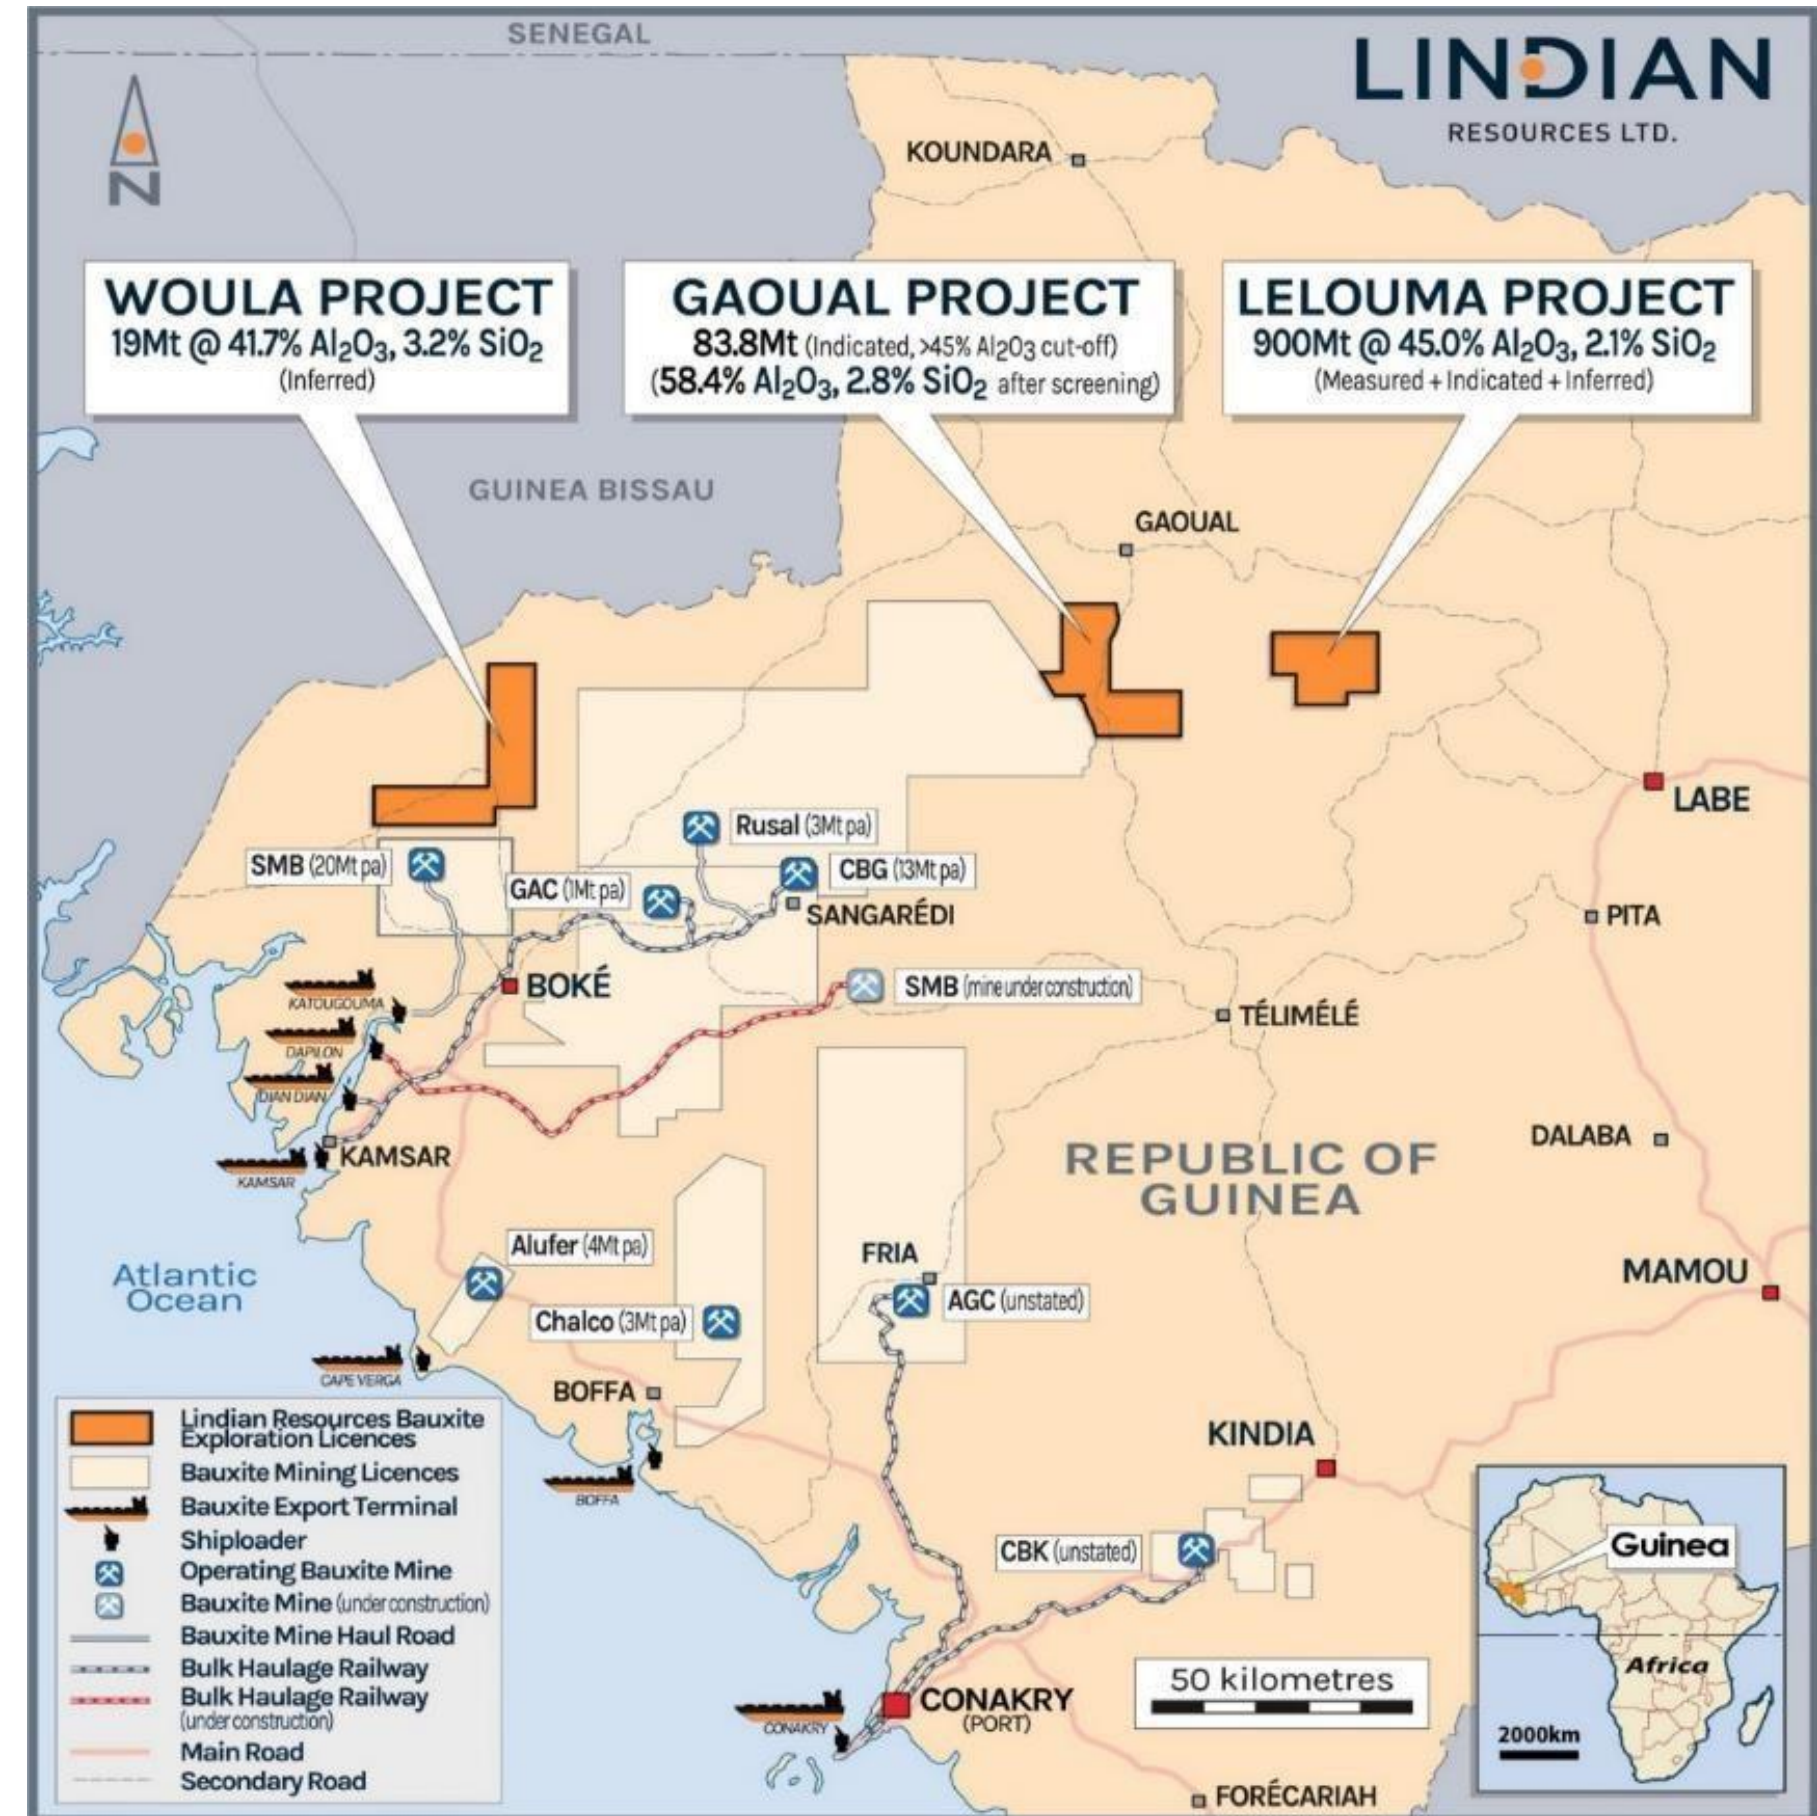 SENEGAL
LINDIAN
RESOURCES LTD.
N
KOUNDARA
WOULA PROJECT
19Mt @ 41.7% Al₂O₃, 3.2% SiO₂
(Inferred)
GAOUAL PROJECT
83.8Mt (Indicated, >45% Al₂O₃ cut-off)
(58.4% Al₂O₃, 2.8% SiO₂ after screening)
LELOUMA PROJECT
900Mt @ 45.0% Al₂O₃, 2.1% SiO₂
(Measured + Indicated + Inferred)
GUINEA BISSAU
GAOUAL
LABE
Rusal (3Mt pa)
SMB (20Mt pa)
GAC (1Mt pa)
CBG (13Mt pa)
SANGARÉDI
PITA
BOKÉ
SMB (mine under construction)
KATOUGOUMA
TÉLIMÉLÉ
DAPILON
DIAN DIAN
KAMSAR
KAMSAR
DALABA
REPUBLIC OF
GUINEA
Alufer (4Mt pa)
FRIA
MAMOU
Atlantic
Ocean
AGC (unstated)
Chalco (3Mt pa)
CAPE VERGA
BOFFA
KINDIA
BOFFA
CBK (unstated)
Lindian Resources Bauxite
Exploration Licences
Bauxite Mining Licences
Bauxite Export Terminal
Shiploader
Operating Bauxite Mine
Bauxite Mine (under construction)
Bauxite Mine Haul Road
Bulk Haulage Railway
Bulk Haulage Railway
(under construction)
Main Road
Secondary Road
CONAKRY
(PORT)
CONAKRY
50 kilometres
Guinea
Africa
2000km
FORÉCARIAH